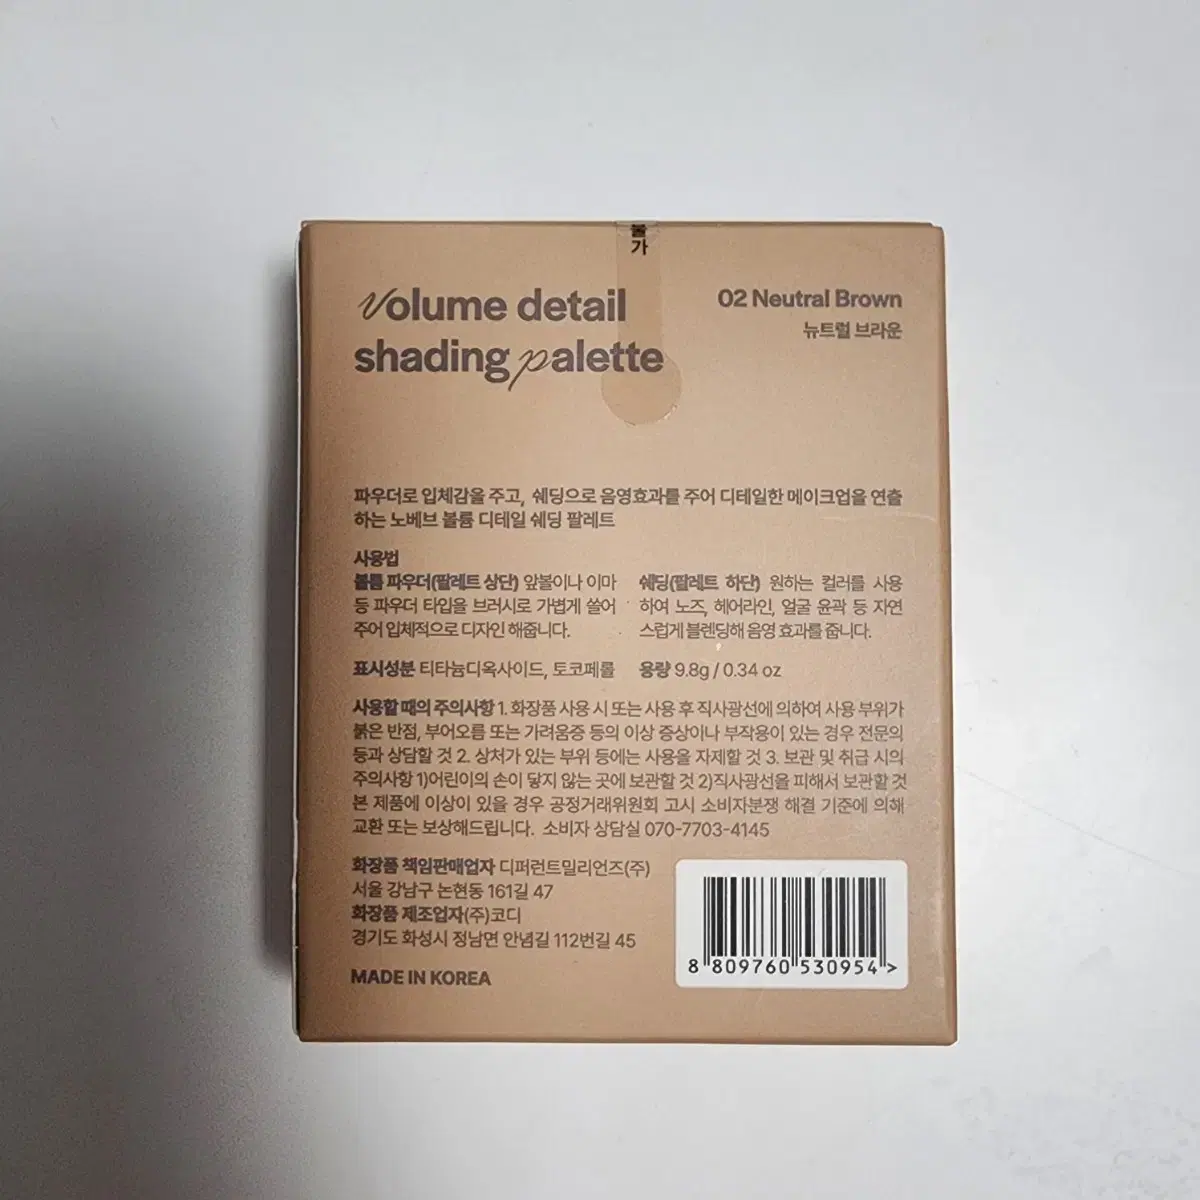 불가
Volume detail
shading palette
02 Neutral Brown
뉴트럴 브라운
파우더로 입체감을 주고, 쉐딩으로 음영효과를 주어 디테일한 메이크업을 연출
하는 노베브 볼륨 디테일 쉐딩 팔레트
사용법
볼륨 파우더(팔레트 상단) 앞볼이나 이마
등 파우더 타입을 브러시로 가볍게 쓸어
주어 입체적으로 디자인 해줍니다.
쉐딩(팔레트 하단) 원하는 컬러를 사용
하여 노즈, 헤어라인, 얼굴 윤곽 등 자연
스럽게 블렌딩해 음영 효과를 줍니다.
표시성분 티타늄디옥사이드, 토코페롤
용량 9.8g / 0.34 oz
사용할 때의 주의사항 1. 화장품 사용 시 또는 사용 후 직사광선에 의하여 사용 부위가
붉은 반점, 부어오름 또는 가려움증 등의 이상 증상이나 부작용이 있는 경우 전문의
등과 상담할 것 2. 상처가 있는 부위 등에는 사용을 자제할 것 3. 보관 및 취급 시의
주의사항 1)어린이의 손이 닿지 않는 곳에 보관할 것 2)직사광선을 피해서 보관할 것
본 제품에 이상이 있을 경우 공정거래위원회 고시 소비자분쟁 해결 기준에 의해
교환 또는 보상해드립니다. 소비자 상담실 070-7703-4145
화장품 책임판매업자 디퍼런트밀리언즈(주)
서울 강남구 논현동 161길 47
화장품 제조업자(주)코디
경기도 화성시 정남면 안념길 112번길 45
MADE IN KOREA
8 809760 530954 >